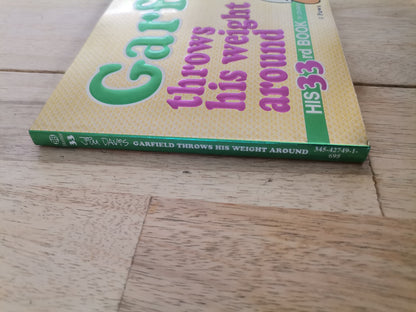 Garf
throws
his weight
around
HIS 33rd BOOK
33 JIM DAVIS GARFIELD THROWS HIS WEIGHT AROUND 345-42749-1-
695